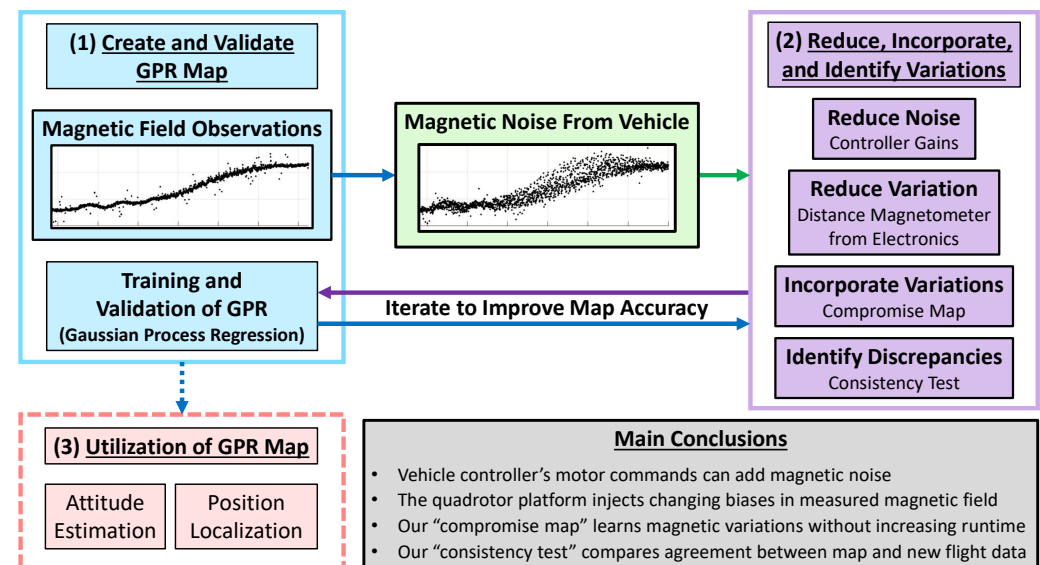 (1) Create and Validate
GPR Map
Magnetic Field Observations
Training and
Validation of GPR
(Gaussian Process Regression)
Magnetic Noise From Vehicle
Iterate to Improve Map Accuracy
(2) Reduce, Incorporate,
and Identify Variations
Reduce Noise
Controller Gains
Reduce Variation
Distance Magnetometer
from Electronics
Incorporate Variations
Compromise Map
Identify Discrepancies
Consistency Test
(3) Utilization of GPR Map
Attitude
Estimation
Position
Localization
Main Conclusions
• Vehicle controller's motor commands can add magnetic noise
• The quadrotor platform injects changing biases in measured magnetic field
• Our “compromise map” learns magnetic variations without increasing runtime
• Our “consistency test” compares agreement between map and new flight data